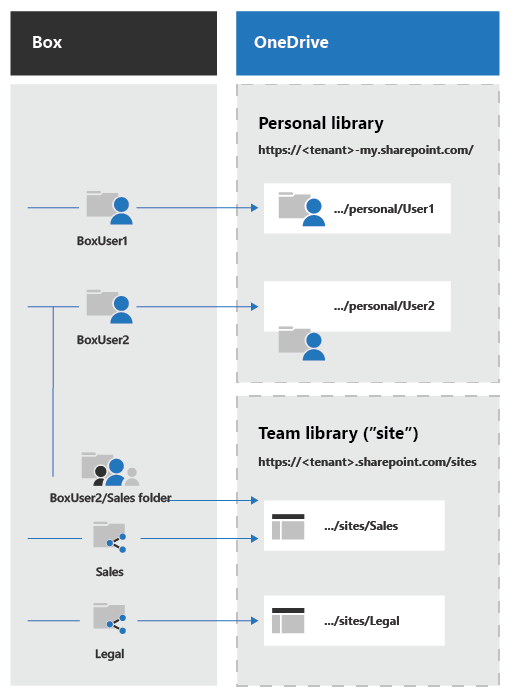 Box
OneDrive
Personal library
https://<tenant>-my.sharepoint.com/
BoxUser1
.../personal/User1
BoxUser2
.../personal/User2
Team library (”site”)
https://<tenant>.sharepoint.com/sites
BoxUser2/Sales folder
.../sites/Sales
Sales
.../sites/Legal
Legal